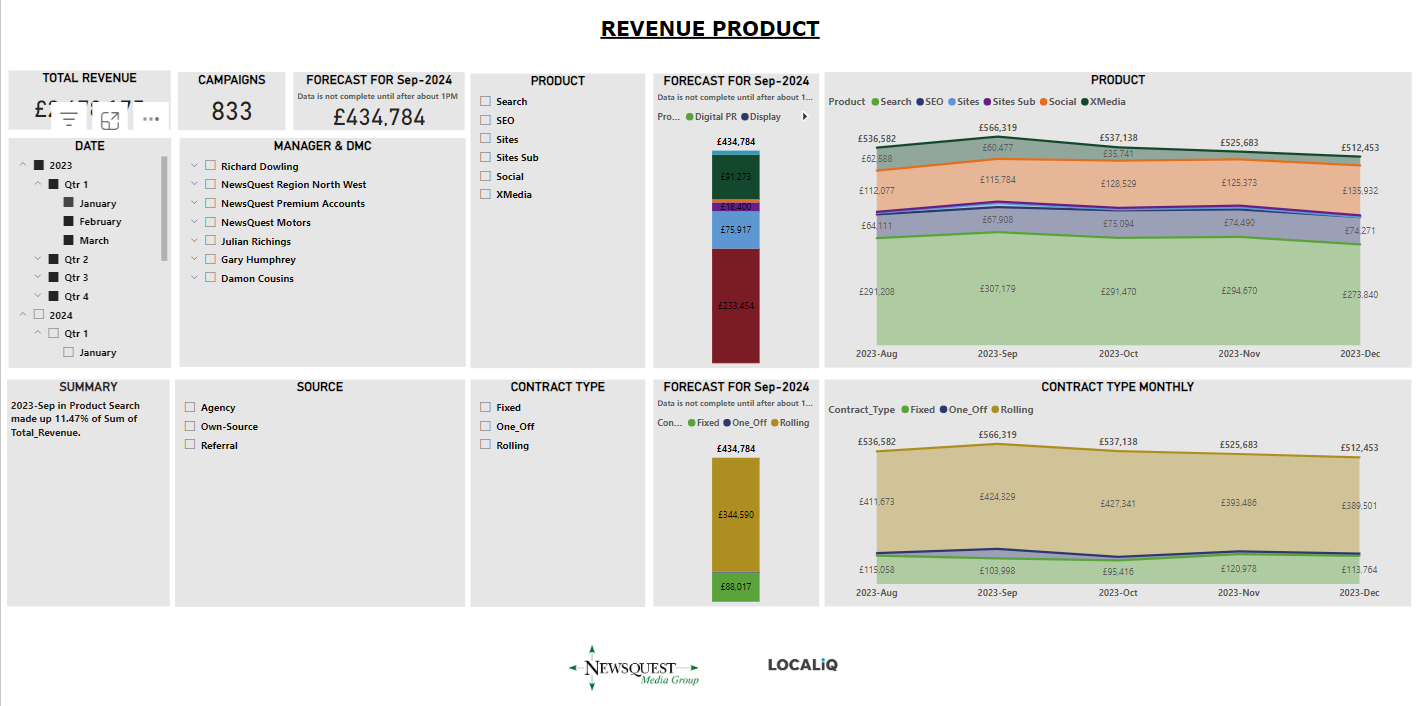 REVENUE PRODUCT
TOTAL REVENUE
CAMPAIGNS
833
FORECAST FOR Sep-2024
Data is not complete until after about 1PM
£434,784
DATE
2023
Qtr 1
January
February
March
Qtr 2
Qtr 3
Qtr 4
2024
Qtr 1
January
MANAGER & DMC
Richard Dowling
NewsQuest Region North West
NewsQuest Premium Accounts
NewsQuest Motors
Julian Richings
Gary Humphrey
Damon Cousins
PRODUCT
Search
SEO
Sites
Sites Sub
Social
XMedia
FORECAST FOR Sep-2024
Data is not complete until after about 1...
Pro... Digital PR Display
£434,784
£91,273
£18,400
£75,917
£233,454
PRODUCT
Product Search SEO Sites Sites Sub Social XMedia
£536,582 £566,319 £537,138 £525,683 £512,453
£62,588 £60,477 £35,741
£112,077 £115,784 £128,529 £125,373 £135,932
£64,111 £67,908 £75,094 £74,490 £74,271
£291,208 £307,179 £291,470 £294,670 £273,840
2023-Aug 2023-Sep 2023-Oct 2023-Nov 2023-Dec
SUMMARY
2023-Sep in Product Search
made up 11.47% of Sum of
Total_Revenue.
SOURCE
Agency
Own-Source
Referral
CONTRACT TYPE
Fixed
One_Off
Rolling
FORECAST FOR Sep-2024
Data is not complete until after about 1...
Con... Fixed One_Off Rolling
£434,784
£344,590
£88,017
CONTRACT TYPE MONTHLY
Contract_Type Fixed One_Off Rolling
£536,582 £566,319 £537,138 £525,683 £512,453
£411,673 £424,329 £427,341 £393,486 £389,501
£115,058 £103,998 £95,416 £120,978 £113,764
2023-Aug 2023-Sep 2023-Oct 2023-Nov 2023-Dec
NEWSQUEST
Media Group
LOCALiQ